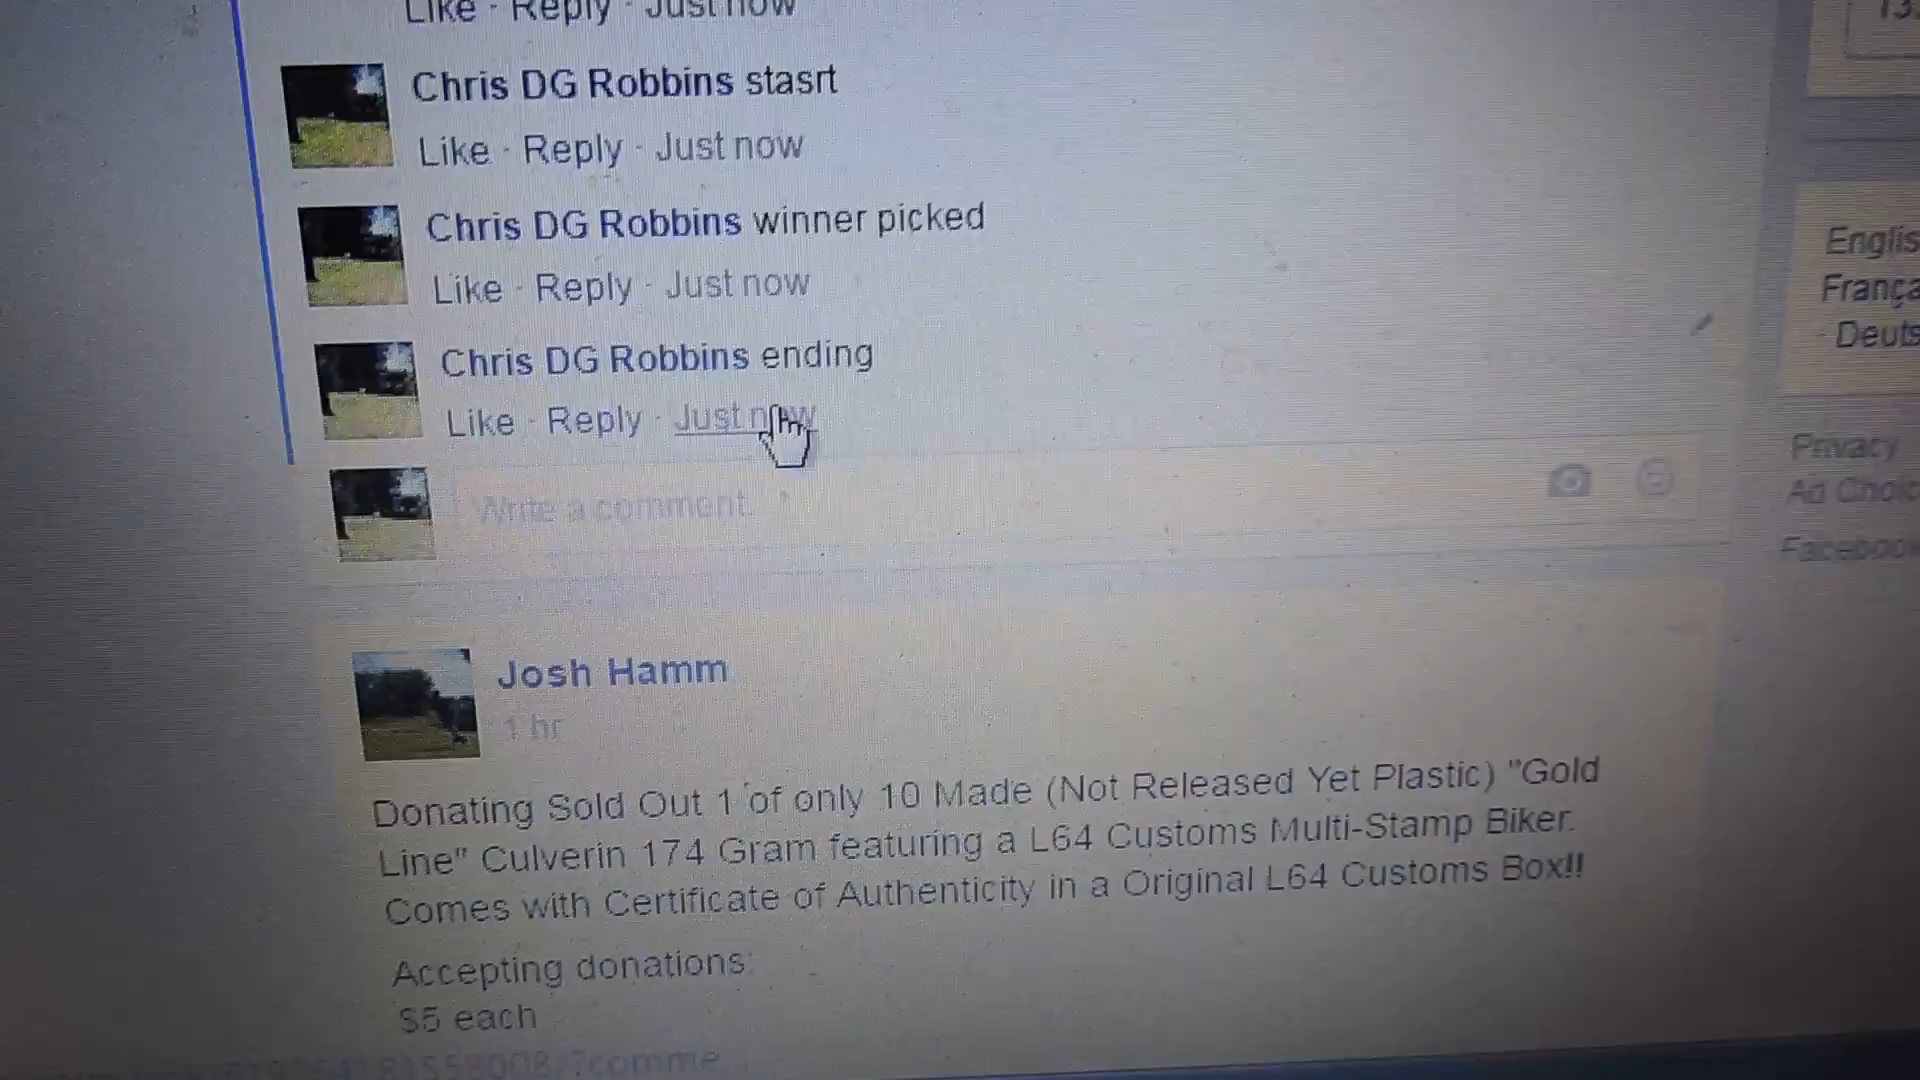 Like · Reply · Just now
Chris DG Robbins stasrt
Like · Reply · Just now
Chris DG Robbins winner picked
Like · Reply · Just now
Chris DG Robbins ending
Like · Reply · Just now
Write a comment.
Josh Hamm
1 hr
Donating Sold Out 1 of only 10 Made (Not Released Yet Plastic) "Gold
Line" Culverin 174 Gram featuring a L64 Customs Multi-Stamp Biker.
Comes with Certificate of Authenticity in a Original L64 Customs Box!!
Accepting donations:
$5 each
Englis
França
· Deuts
Privacy
Ad Choic
Facebook